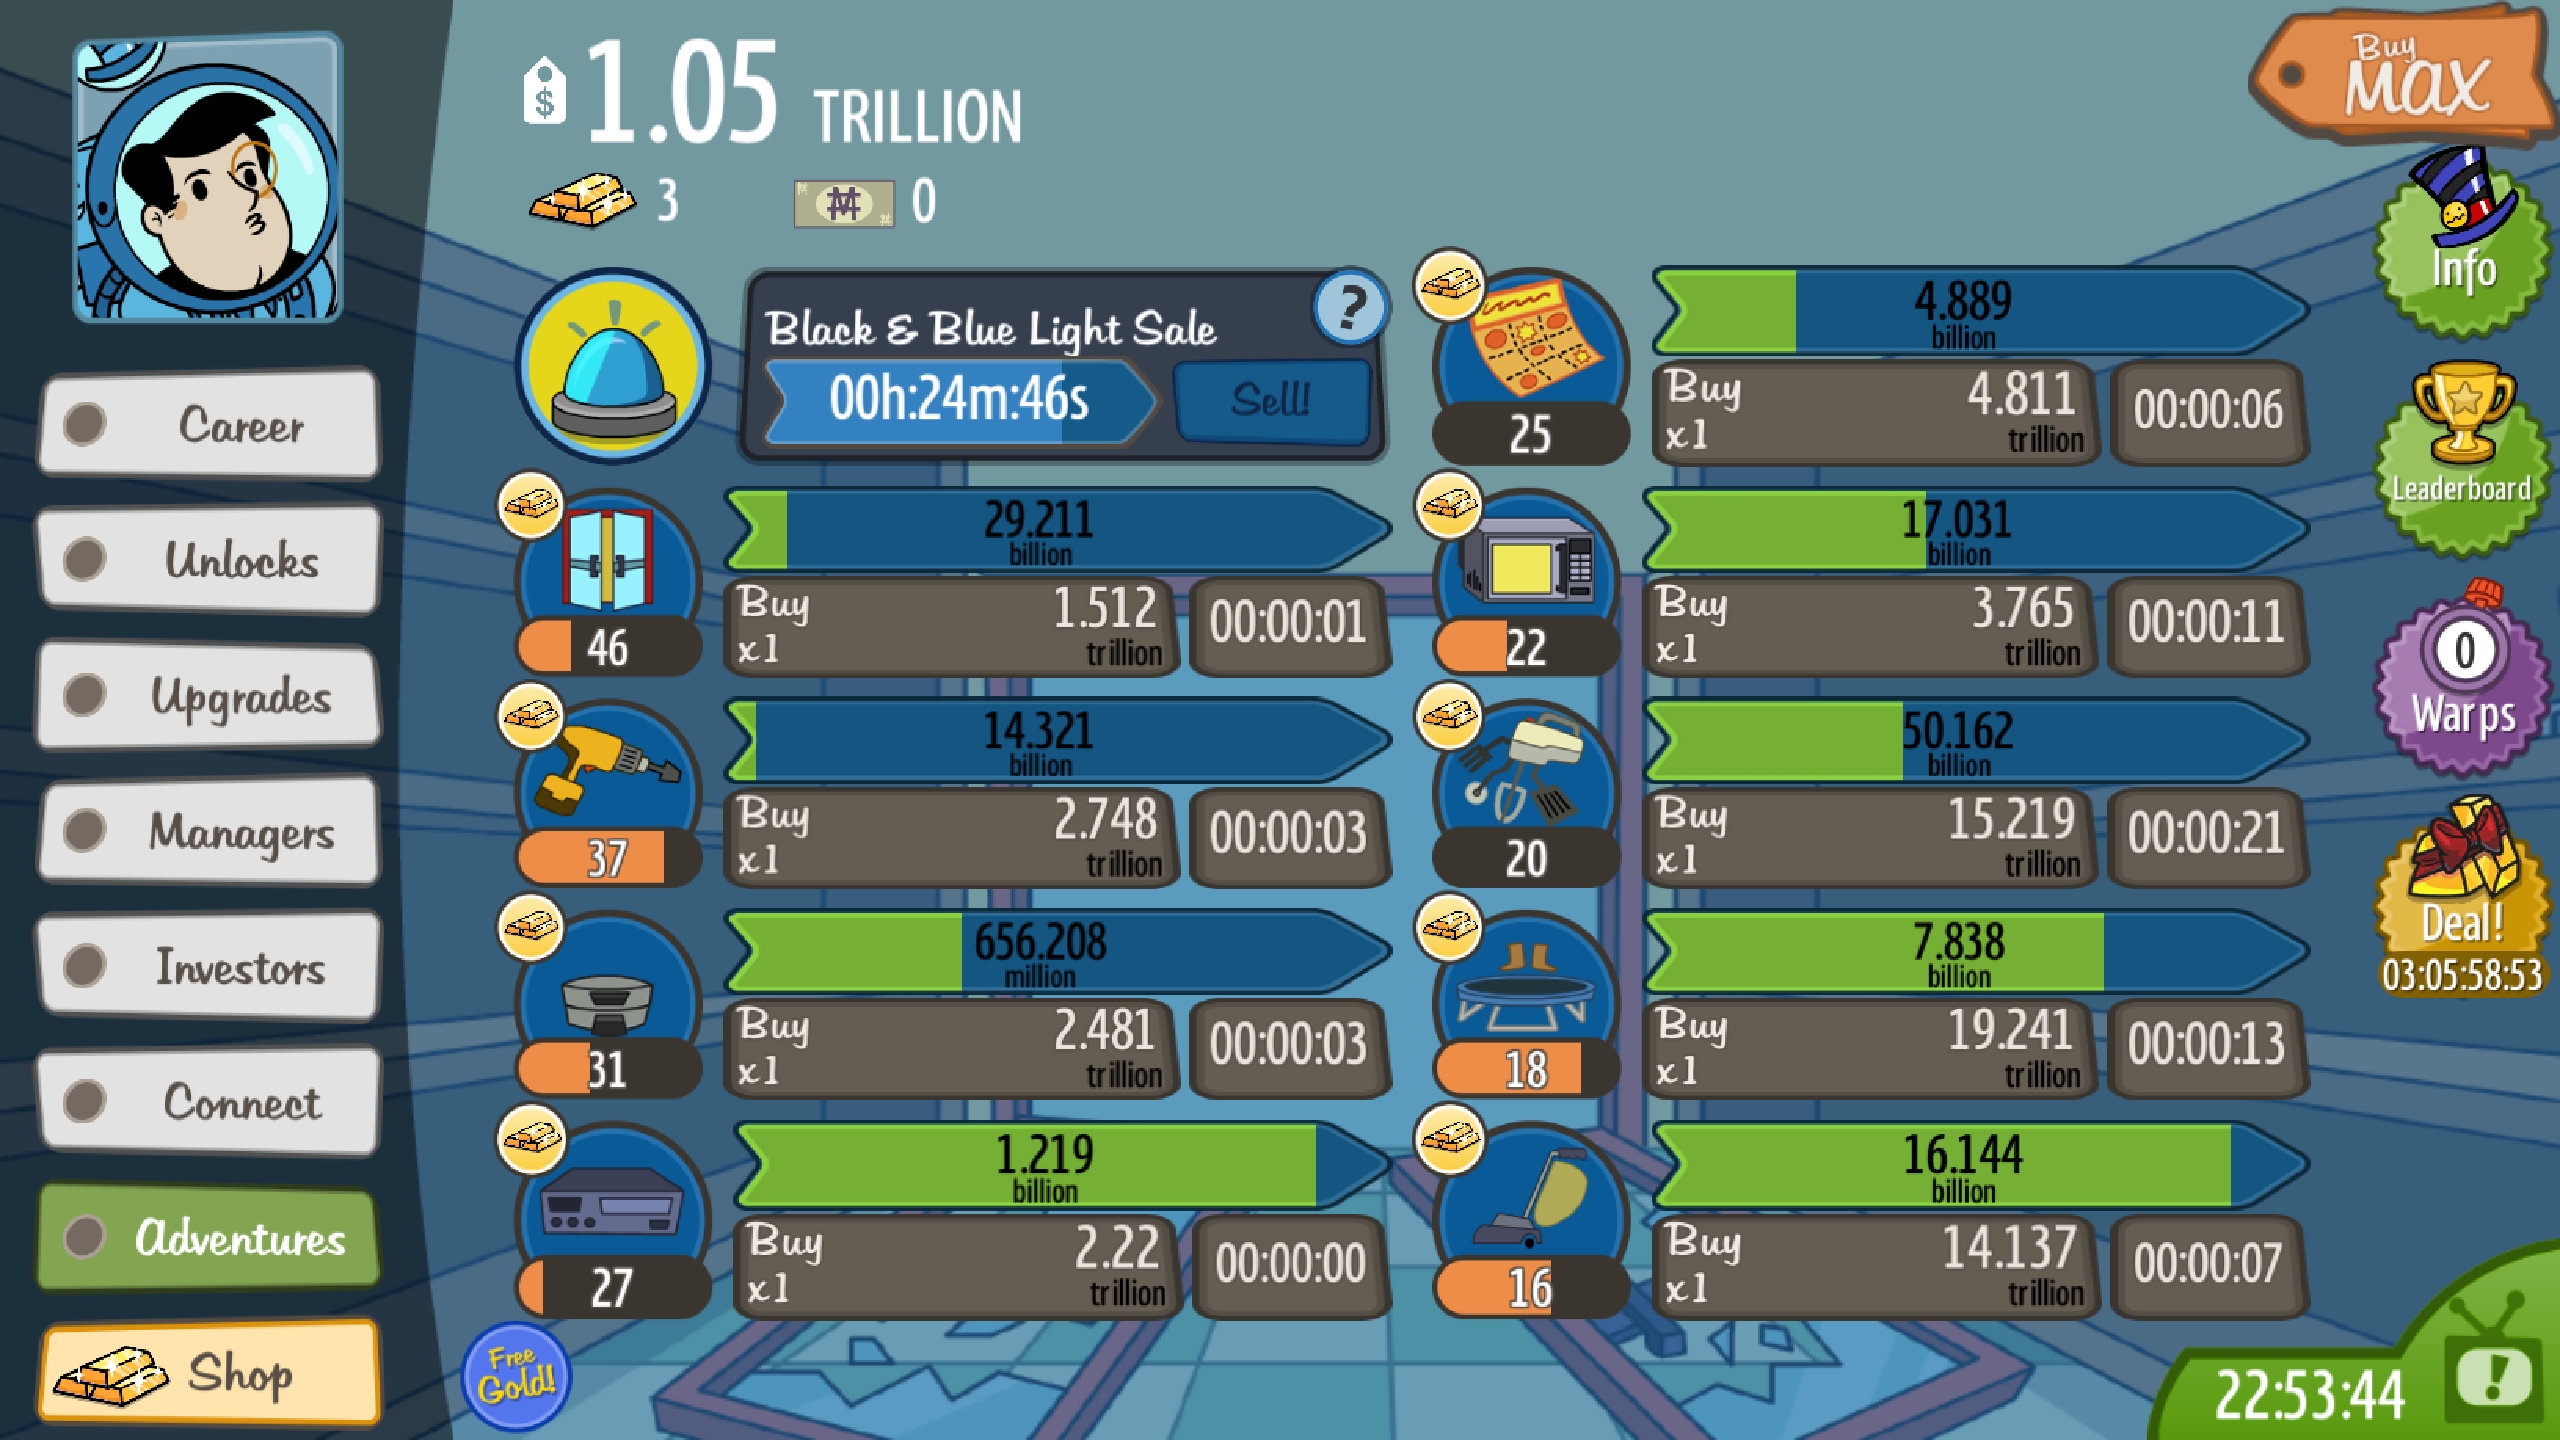 1.05 TRILLION
3
0
Buy
MAX
Career
Unlocks
Upgrades
Managers
Investors
Connect
Adventures
Shop
Black & Blue Light Sale
?
00h:24m:46s
Sell!
29.211
billion
46
Buy
x1
1.512
trillion
00:00:01
14.321
billion
37
Buy
x1
2.748
trillion
00:00:03
656.208
million
31
Buy
x1
2.481
trillion
00:00:03
1.219
billion
27
Buy
x1
2.22
trillion
00:00:00
Free
Gold!
4.889
billion
25
Buy
x1
4.811
trillion
00:00:06
17.031
billion
22
Buy
x1
3.765
trillion
00:00:11
50.162
billion
20
Buy
x1
15.219
trillion
00:00:21
7.838
billion
18
Buy
x1
19.241
trillion
00:00:13
16.144
billion
16
Buy
x1
14.137
trillion
00:00:07
Info
Leaderboard
0
Warps
Deal!
03:05:58:53
22:53:44
!